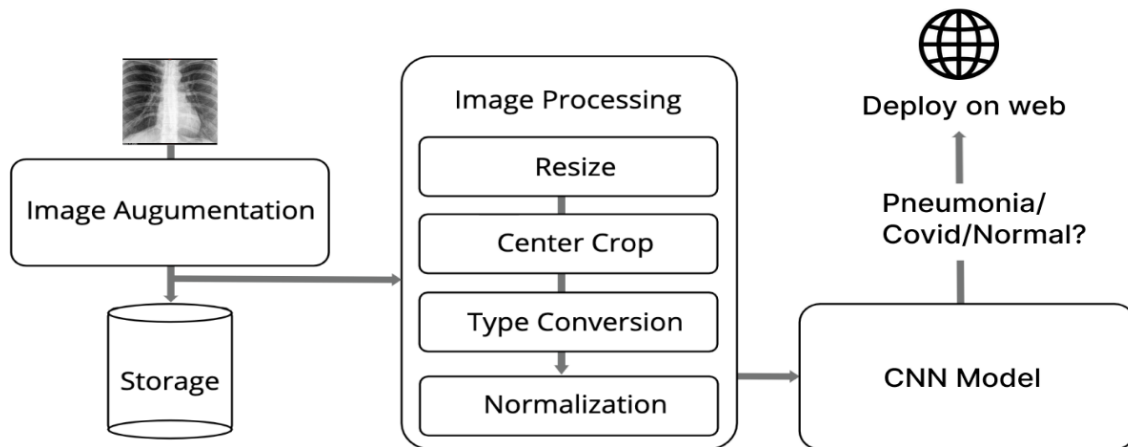 Image Augumentation
Storage
Image Processing
Resize
Center Crop
Type Conversion
Normalization
CNN Model
Pneumonia/
Covid/Normal?
Deploy on web